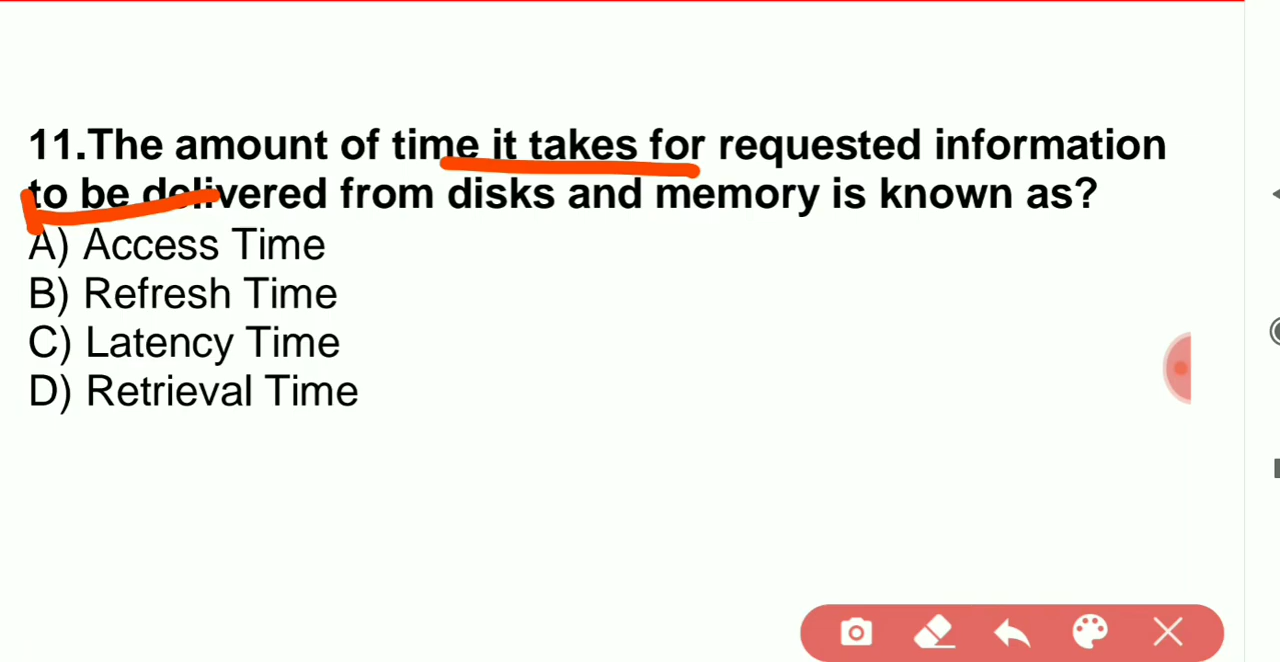 11.The amount of time it takes for requested information
to be delivered from disks and memory is known as?
A) Access Time
B) Refresh Time
C) Latency Time
D) Retrieval Time